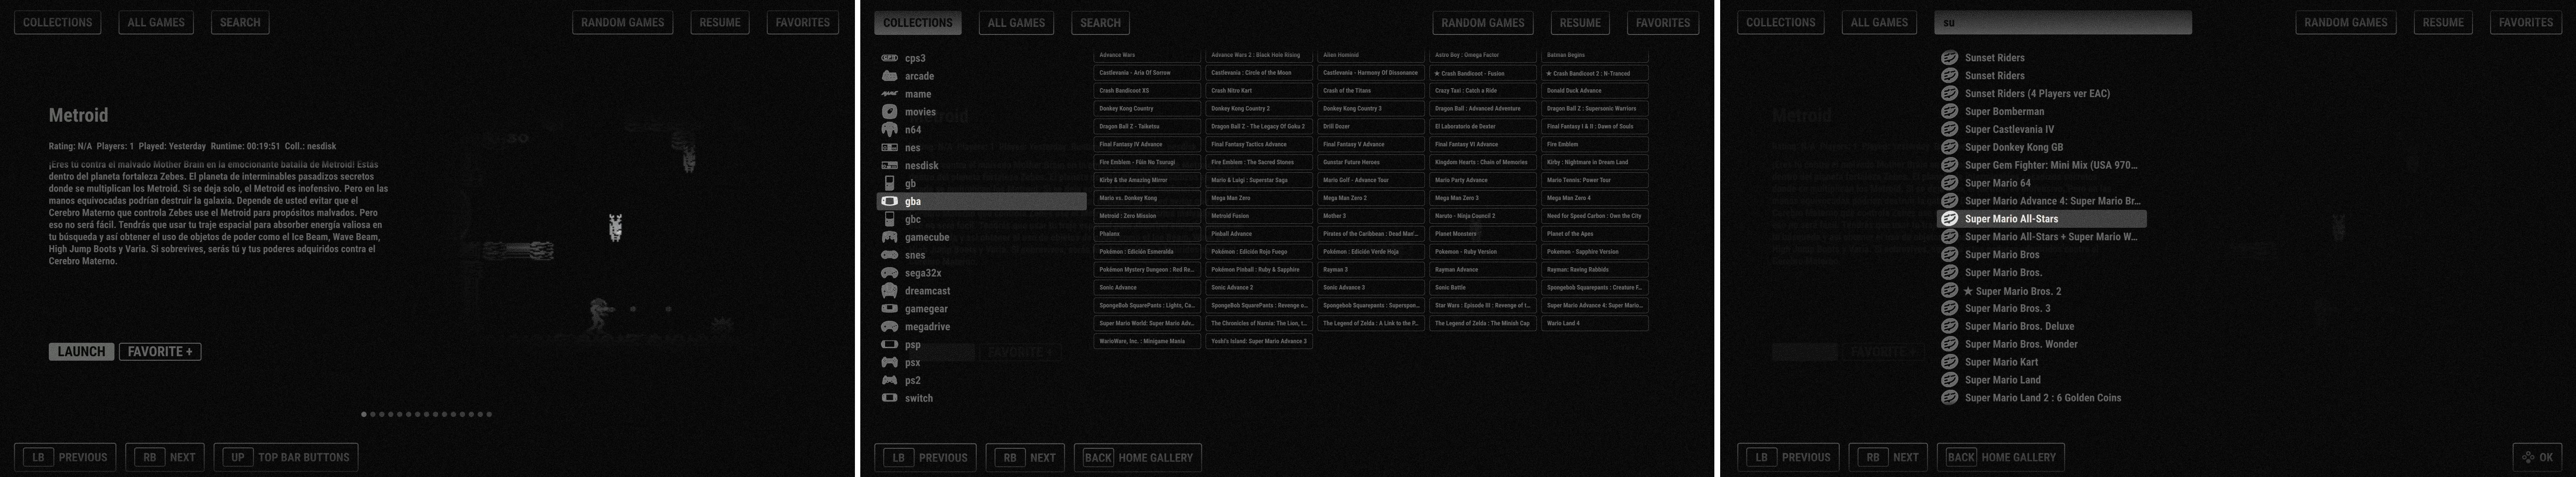 COLLECTIONS ALL GAMES SEARCH RANDOM GAMES RESUME FAVORITES
Metroid
Rating: N/A Players: 1 Played: Yesterday Runtime: 00:19:51 Coll.: nesdisk
¡Eres tú contra el malvado Mother Brain en la emocionante batalla de Metroid! Estás
dentro del planeta fortaleza Zebes. El planeta de interminables pasadizos secretos
donde se multiplican los Metroid. Si se deja solo, el Metroid es inofensivo. Pero en las
manos equivocadas podrían destruir la galaxia. Depende de usted evitar que el
Cerebro Materno que controla Zebes use el Metroid para propósitos malvados. Pero
eso no será fácil. Tendrás que usar tu traje espacial para absorber energía valiosa en
tu búsqueda y así obtener el uso de objetos de poder como el Ice Beam, Wave Beam,
High Jump Boots y Varia. Si sobrevives, serás tú y tus poderes adquiridos contra el
Cerebro Materno.
LAUNCH FAVORITE +
LB PREVIOUS RB NEXT UP TOP BAR BUTTONS
COLLECTIONS ALL GAMES SEARCH RANDOM GAMES RESUME FAVORITES
cps3
arcade
mame
movies
n64
nes
nesdisk
gb
gba
gbc
gamecube
snes
sega32x
dreamcast
gamegear
megadrive
psp
psx
ps2
switch
Advance Wars Advance Wars 2 : Black Hole Rising Alien Hominid Astro Boy : Omega Factor Batman Begins
Castlevania - Aria Of Sorrow Castlevania : Circle of the Moon Castlevania - Harmony Of Dissonance ★ Crash Bandicoot - Fusion ★ Crash Bandicoot 2 : N-Tranced
Crash Bandicoot XS Crash Nitro Kart Crash of the Titans Crazy Taxi : Catch a Ride Donald Duck Advance
Donkey Kong Country Donkey Kong Country 2 Donkey Kong Country 3 Dragon Ball : Advanced Adventure Dragon Ball Z : Supersonic Warriors
Dragon Ball Z - Taiketsu Dragon Ball Z - The Legacy Of Goku 2 Drill Dozer El Laboratorio de Dexter Final Fantasy I & II : Dawn of Souls
Final Fantasy IV Advance Final Fantasy Tactics Advance Final Fantasy V Advance Final Fantasy VI Advance Fire Emblem
Fire Emblem - Fūin No Tsurugi Fire Emblem : The Sacred Stones Gunstar Future Heroes Kingdom Hearts : Chain of Memories Kirby : Nightmare in Dream Land
Kirby & the Amazing Mirror Mario & Luigi : Superstar Saga Mario Golf - Advance Tour Mario Party Advance Mario Tennis: Power Tour
Mario vs. Donkey Kong Mega Man Zero Mega Man Zero 2 Mega Man Zero 3 Mega Man Zero 4
Metroid : Zero Mission Metroid Fusion Mother 3 Naruto - Ninja Council 2 Need for Speed Carbon : Own the City
Phalanx Pinball Advance Pirates of the Caribbean : Dead Man'... Planet Monsters Planet of the Apes
Pokémon : Edición Esmeralda Pokémon : Edición Rojo Fuego Pokémon : Edición Verde Hoja Pokemon - Ruby Version Pokemon - Sapphire Version
Pokémon Mystery Dungeon : Red Re... Pokémon Pinball : Ruby & Sapphire Rayman 3 Rayman Advance Rayman: Raving Rabbids
Sonic Advance Sonic Advance 2 Sonic Advance 3 Sonic Battle Spongebob Squarepants : Creature F...
SpongeBob SquarePants : Lights, Ca... SpongeBob SquarePants : Revenge o... Spongebob Squarepants : Superspon... Star Wars : Episode III : Revenge of t... Super Mario Advance 4: Super Mario...
Super Mario World: Super Mario Adv... The Chronicles of Narnia: The Lion, t... The Legend of Zelda : A Link to the P... The Legend of Zelda : The Minish Cap Wario Land 4
WarioWare, Inc. : Minigame Mania Yoshi's Island: Super Mario Advance 3
FAVORITE +
LB PREVIOUS RB NEXT BACK HOME GALLERY
COLLECTIONS ALL GAMES su RANDOM GAMES RESUME FAVORITES
Metroid
Sunset Riders
Sunset Riders
Sunset Riders (4 Players ver EAC)
Super Bomberman
Super Castlevania IV
Super Donkey Kong GB
Super Gem Fighter: Mini Mix (USA 970...
Super Mario 64
Super Mario Advance 4: Super Mario Br...
Super Mario All-Stars
Super Mario All-Stars + Super Mario W...
Super Mario Bros
Super Mario Bros.
★ Super Mario Bros. 2
Super Mario Bros. 3
Super Mario Bros. Deluxe
Super Mario Bros. Wonder
Super Mario Kart
Super Mario Land
Super Mario Land 2 : 6 Golden Coins
FAVORITE +
LB PREVIOUS RB NEXT BACK HOME GALLERY OK